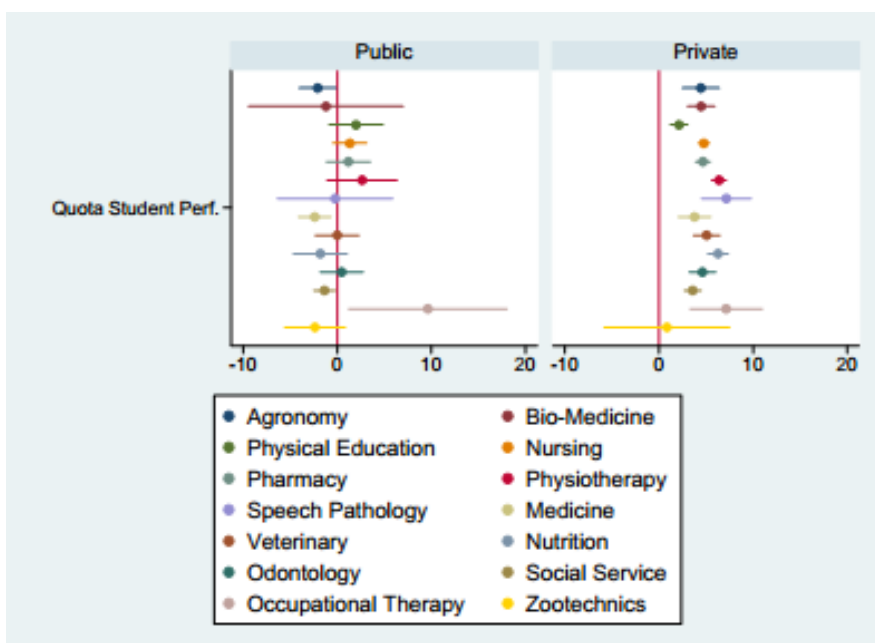 Public Private
Quota Student Perf.
-10 0 10 20 -10 0 10 20
Agronomy Bio-Medicine
Physical Education Nursing
Pharmacy Physiotherapy
Speech Pathology Medicine
Veterinary Nutrition
Odontology Social Service
Occupational Therapy Zootechnics